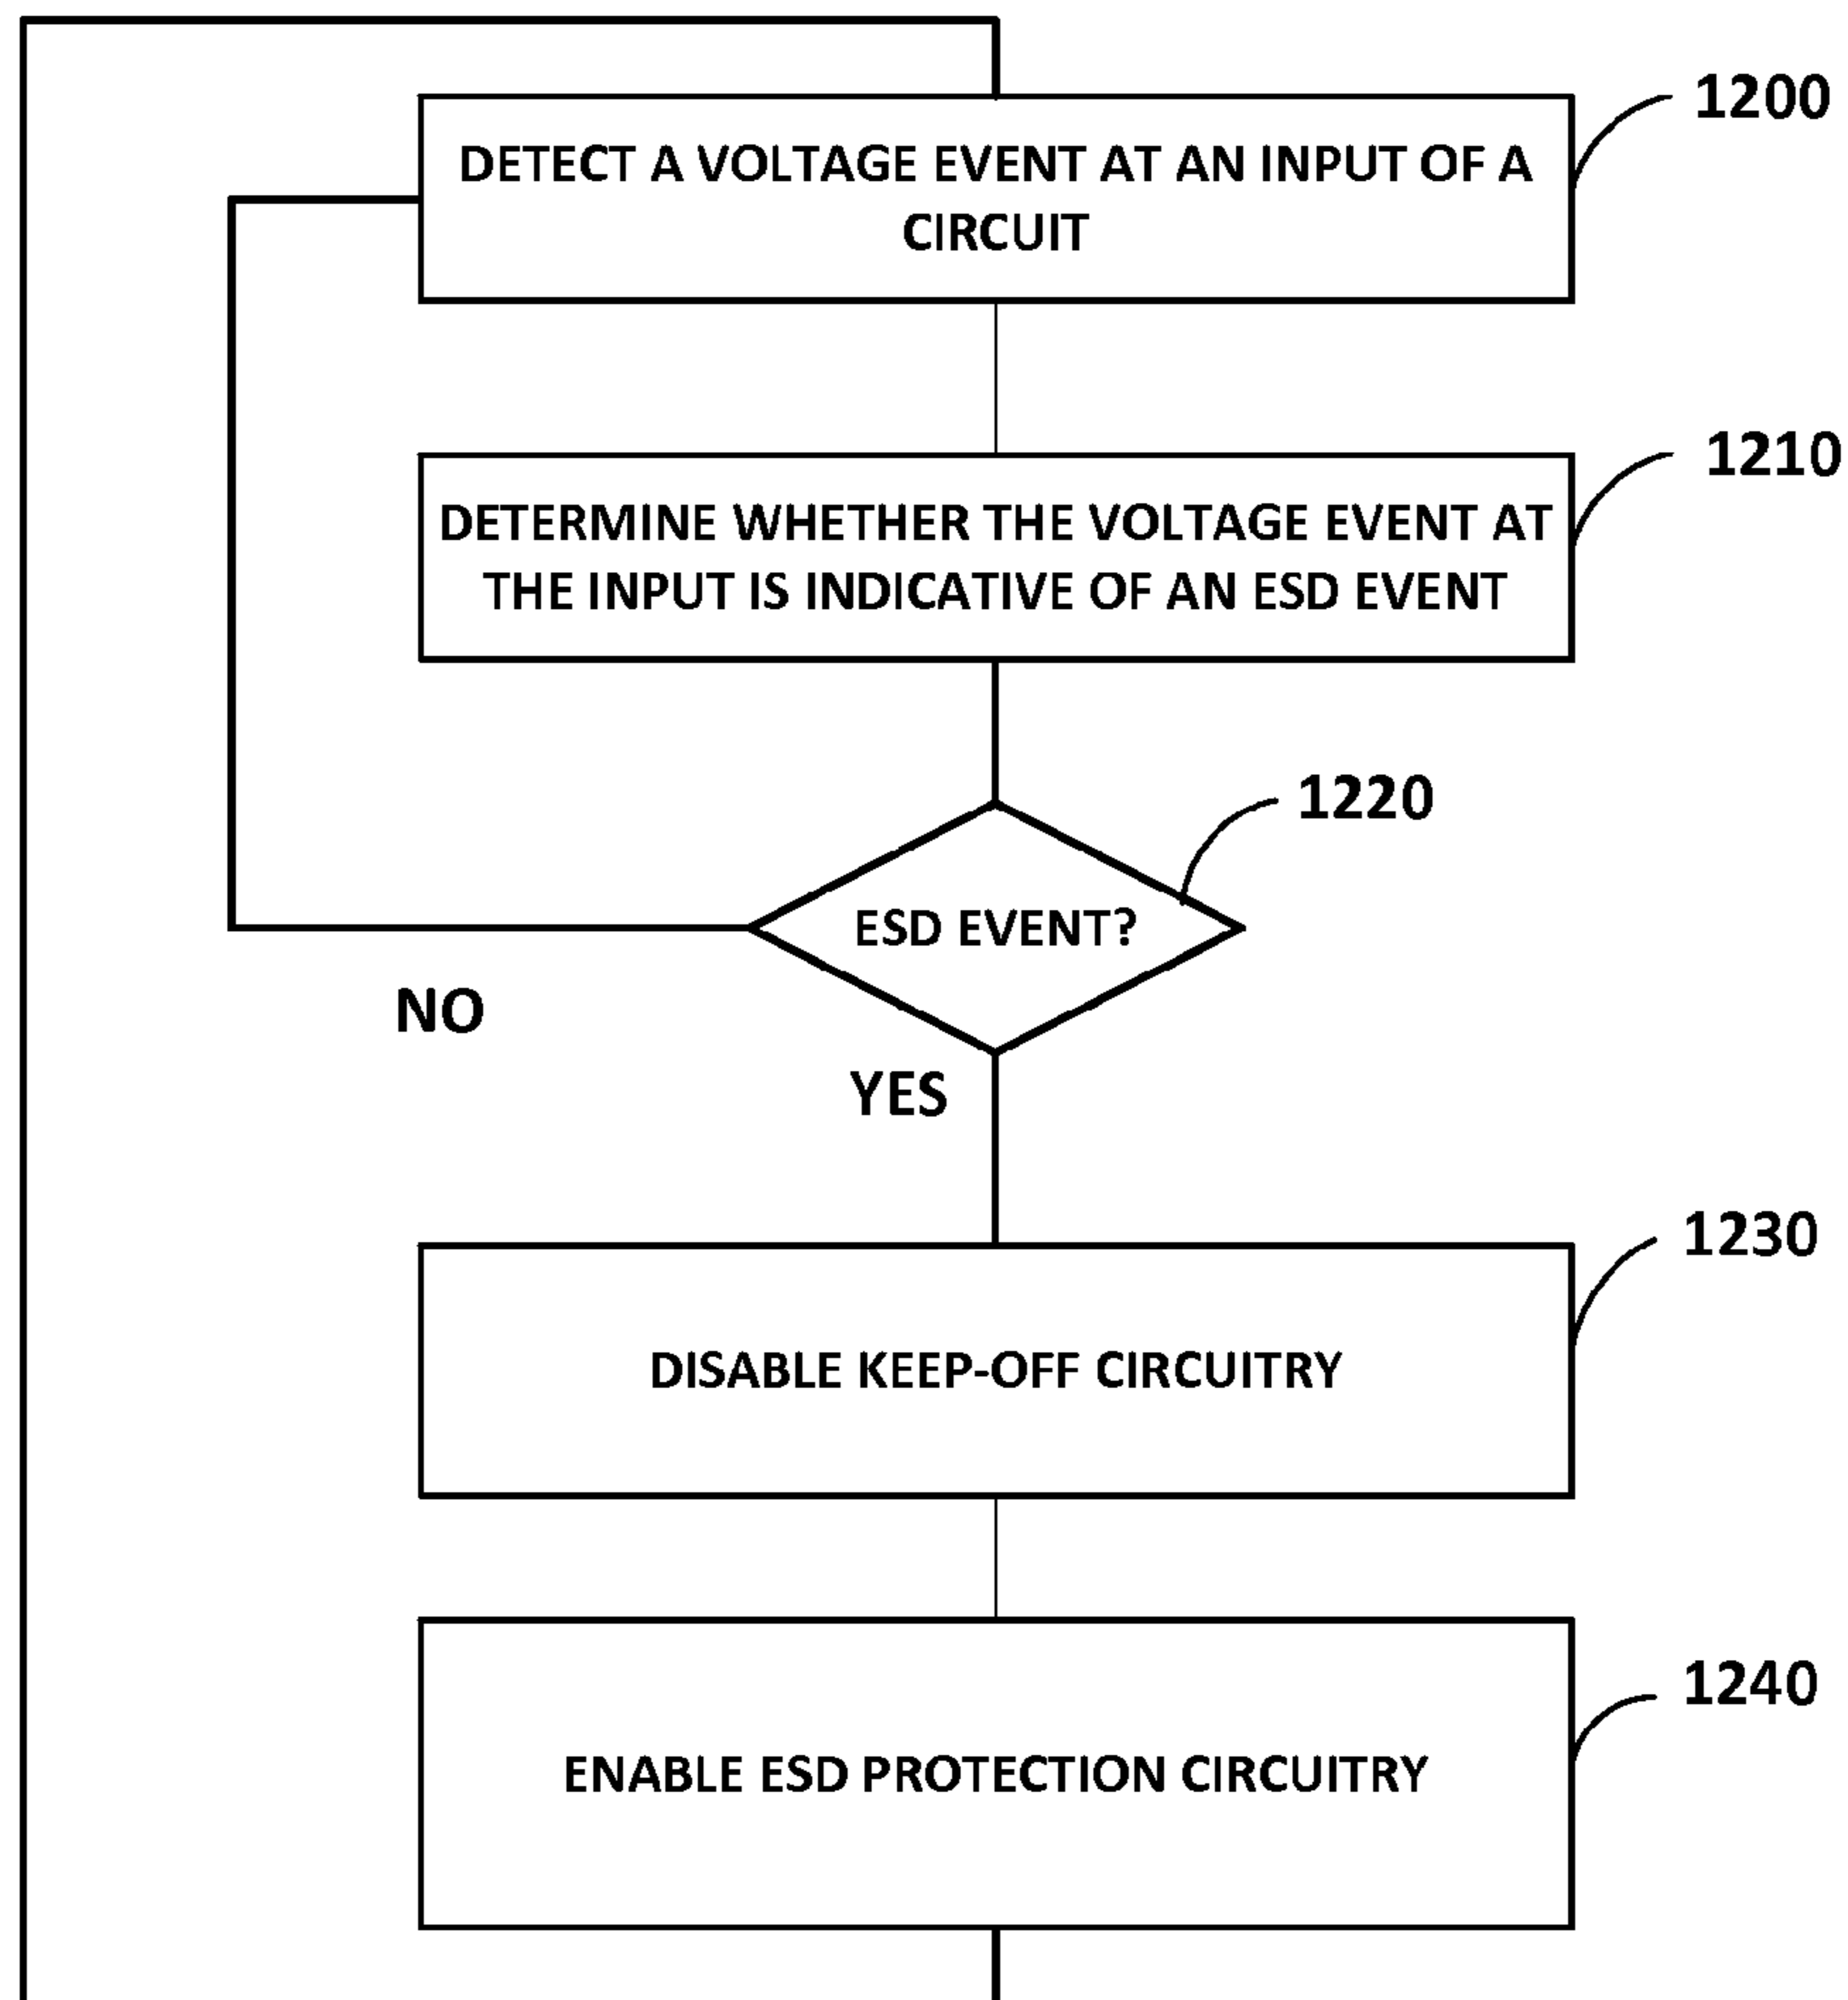 1200
DETECT A VOLTAGE EVENT AT AN INPUT OF A
CIRCUIT
1210
DETERMINE WHETHER THE VOLTAGE EVENT AT
THE INPUT IS INDICATIVE OF AN ESD EVENT
1220
ESD EVENT?
NO
YES
1230
DISABLE KEEP-OFF CIRCUITRY
1240
ENABLE ESD PROTECTION CIRCUITRY